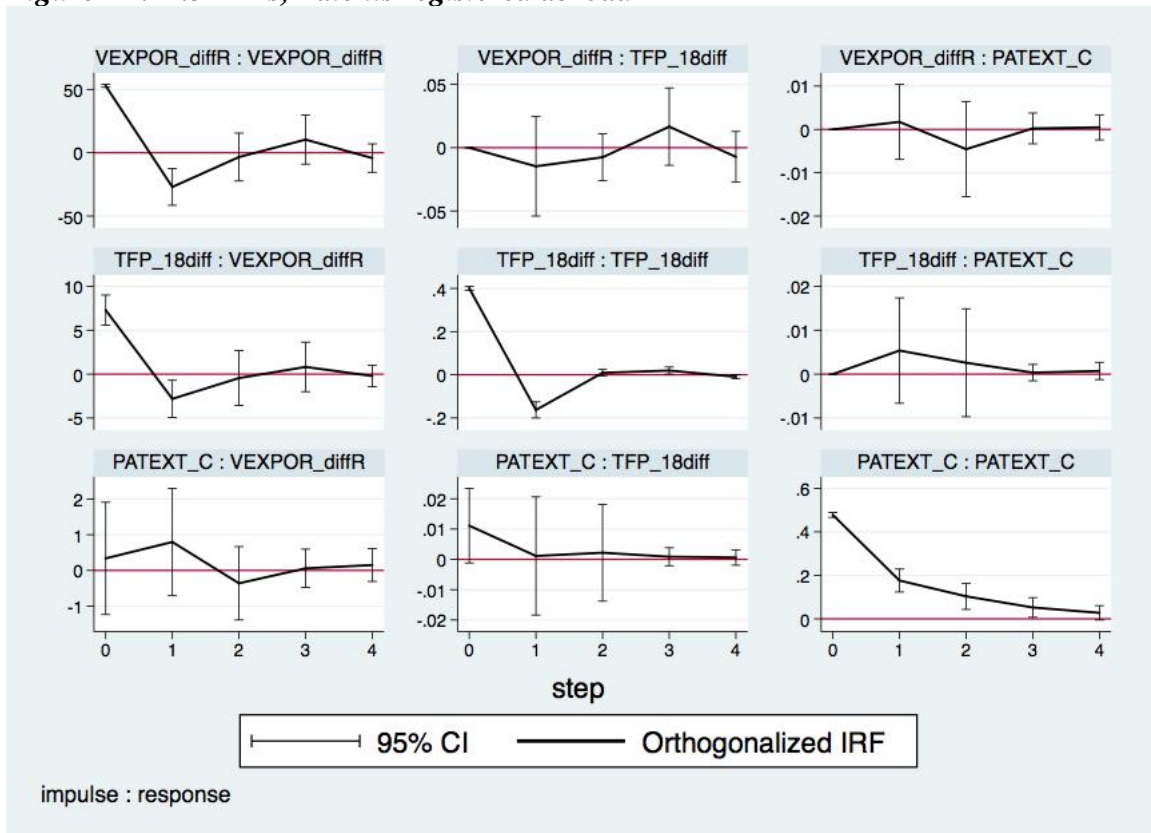 VEXPOR_diffR : VEXPOR_diffR VEXPOR_diffR : TFP_18diff VEXPOR_diffR : PATEXT_C
50 .05 .01
0 0 0
-.01
-50 -.05 -.02
TFP_18diff : VEXPOR_diffR TFP_18diff : TFP_18diff TFP_18diff : PATEXT_C
10 .4 .02
5 .2 .01
0 0 0
-5 -.2 -.01
PATEXT_C : VEXPOR_diffR PATEXT_C : TFP_18diff PATEXT_C : PATEXT_C
2 .02 .6
1 .01 .4
0 0 .2
-1 -.01 0
-.02
0 1 2 3 4 0 1 2 3 4 0 1 2 3 4
step
95% CI Orthogonalized IRF
impulse : response